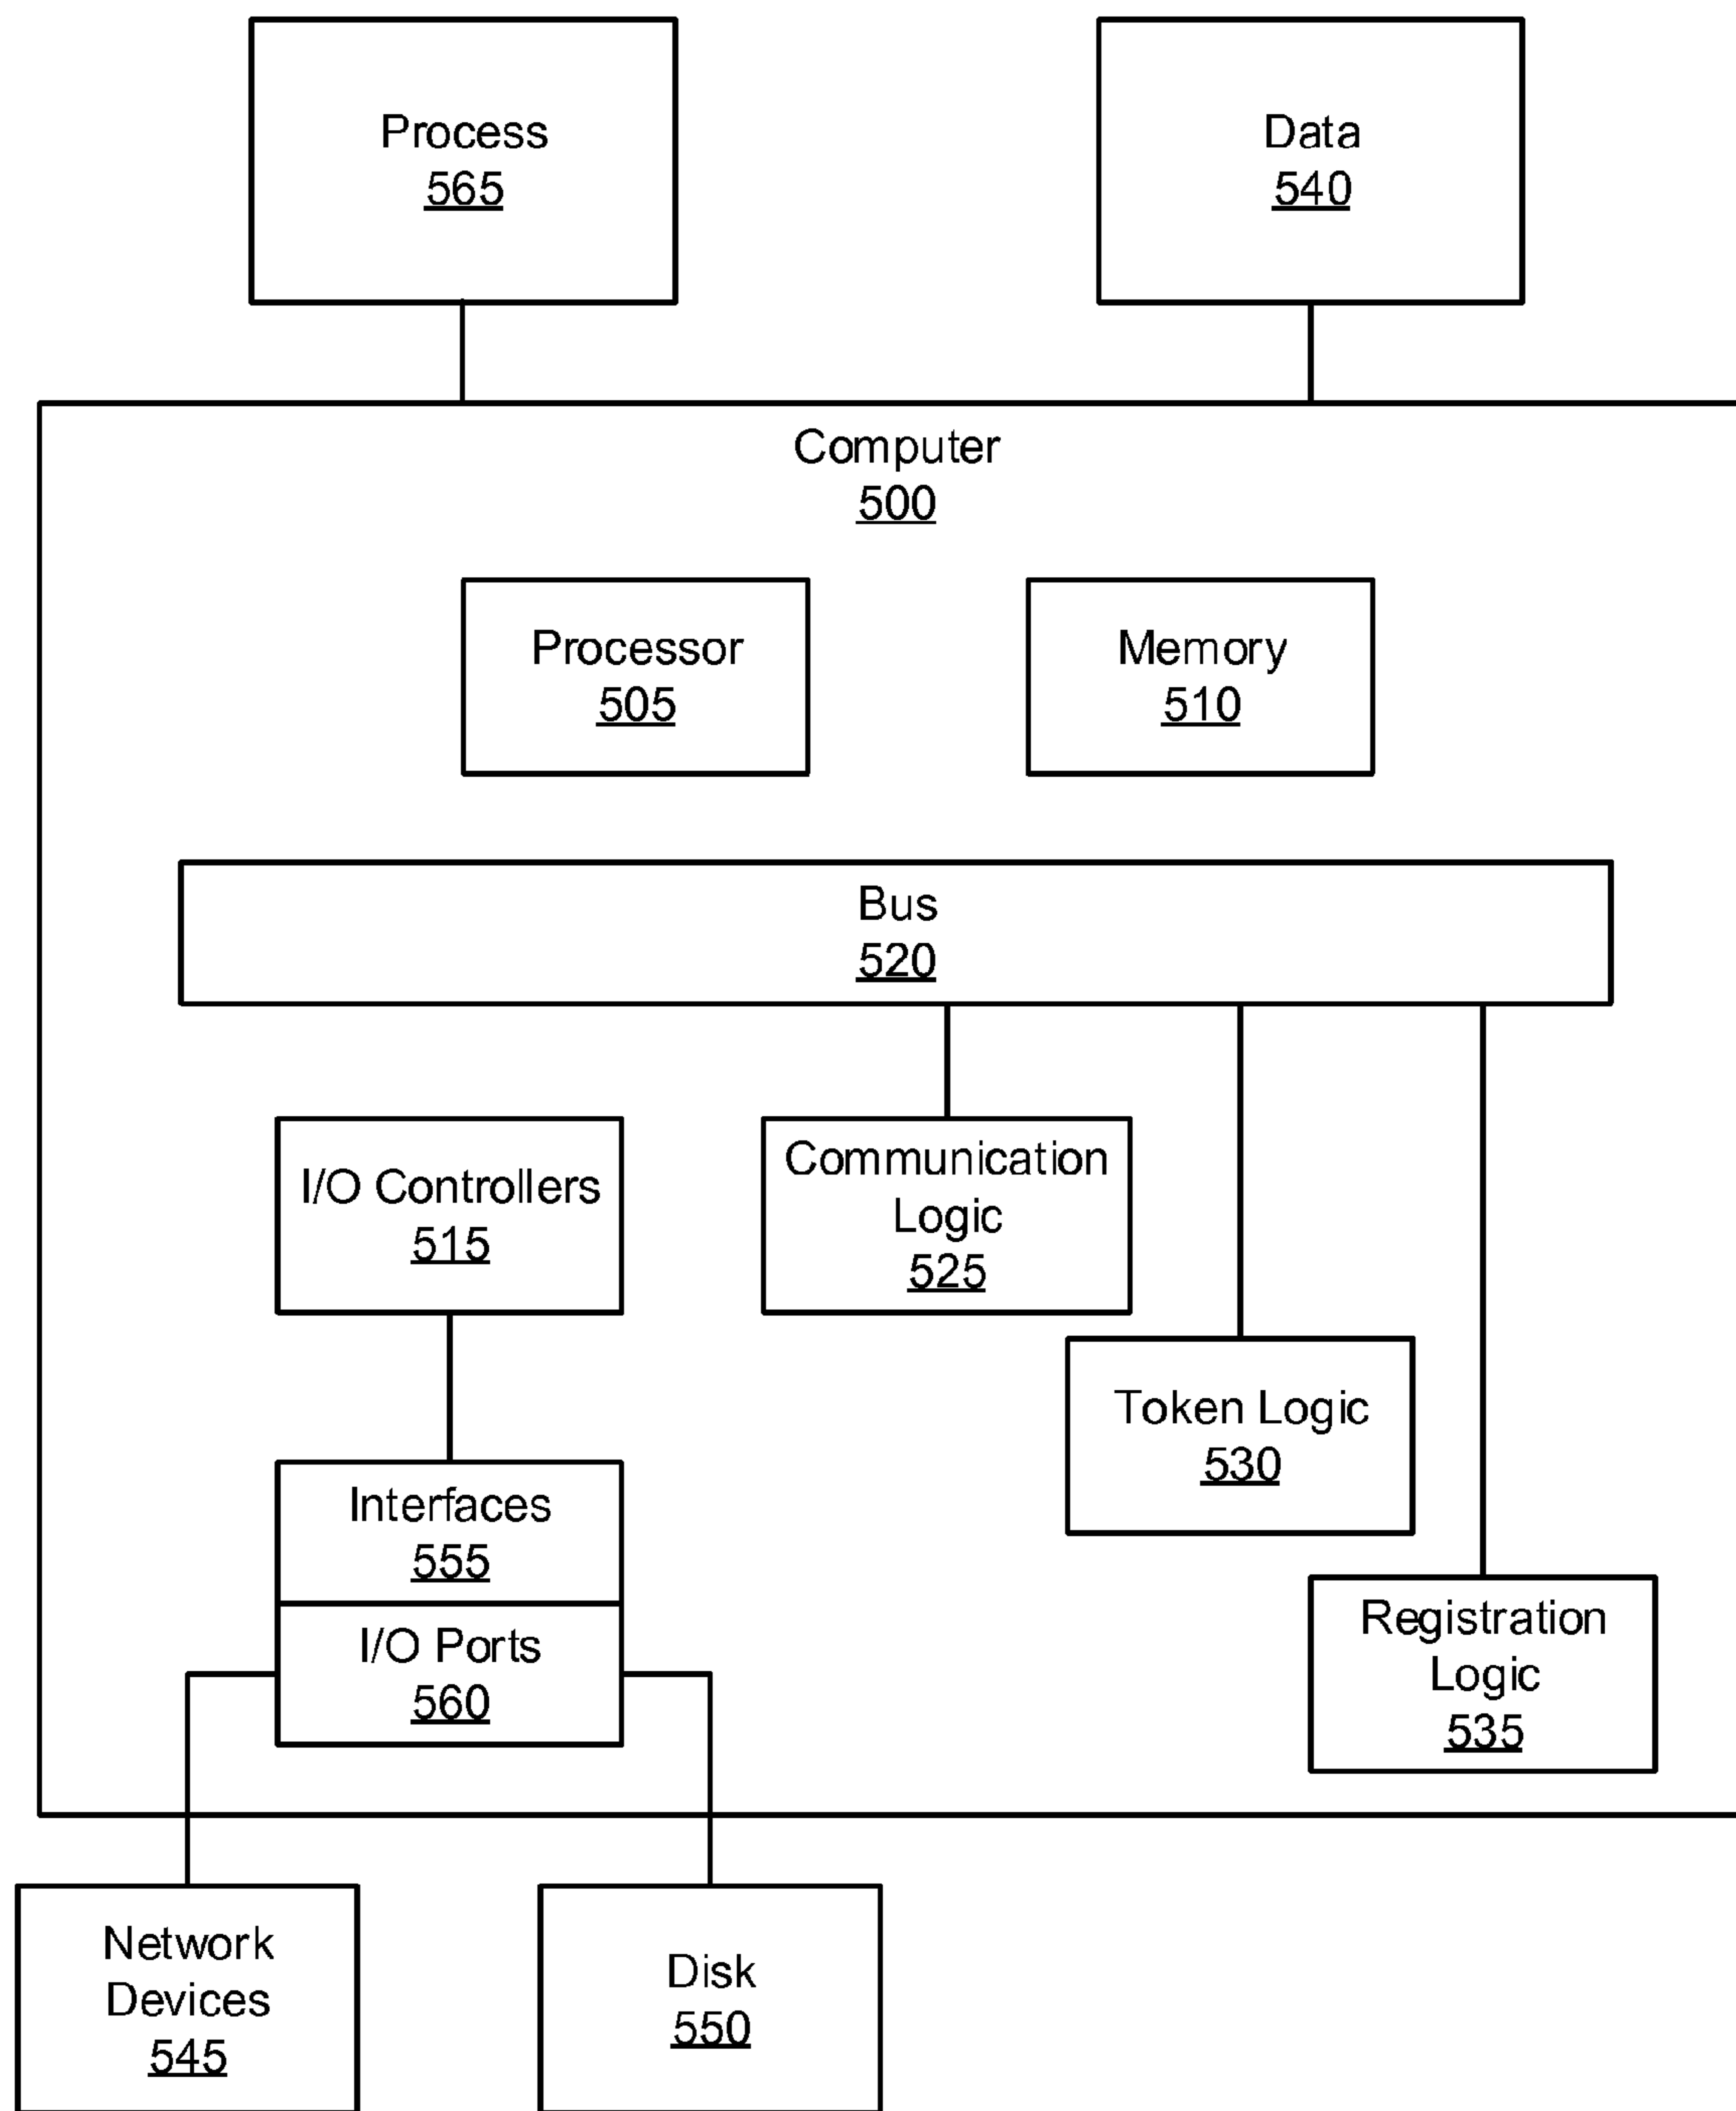 Process
565
Data
540
Computer
500
Processor
505
Memory
510
Bus
520
I/O Controllers
515
Communication
Logic
525
Token Logic
530
Interfaces
555
I/O Ports
560
Registration
Logic
535
Network
Devices
545
Disk
550